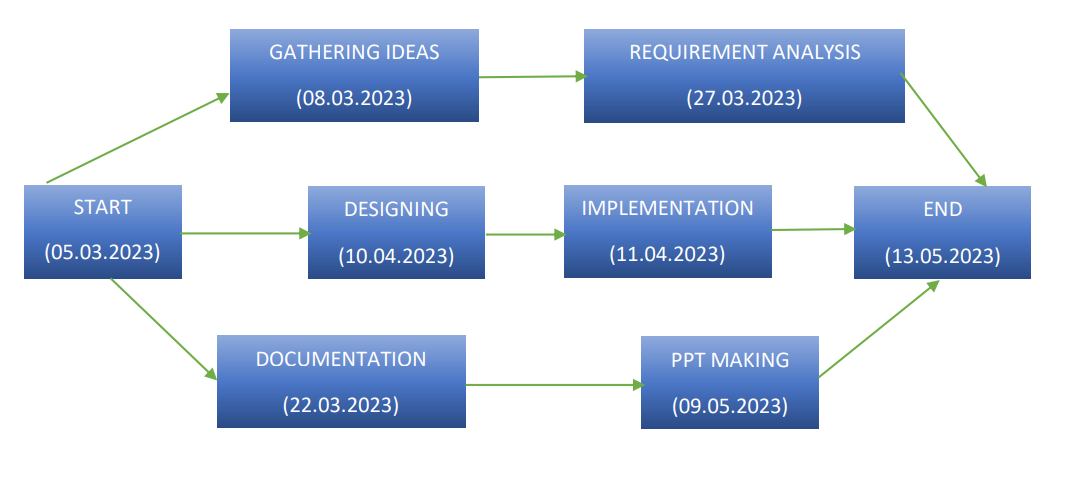 GATHERING IDEAS
(08.03.2023)
REQUIREMENT ANALYSIS
(27.03.2023)
START
(05.03.2023)
DESIGNING
(10.04.2023)
IMPLEMENTATION
(11.04.2023)
END
(13.05.2023)
DOCUMENTATION
(22.03.2023)
PPT MAKING
(09.05.2023)